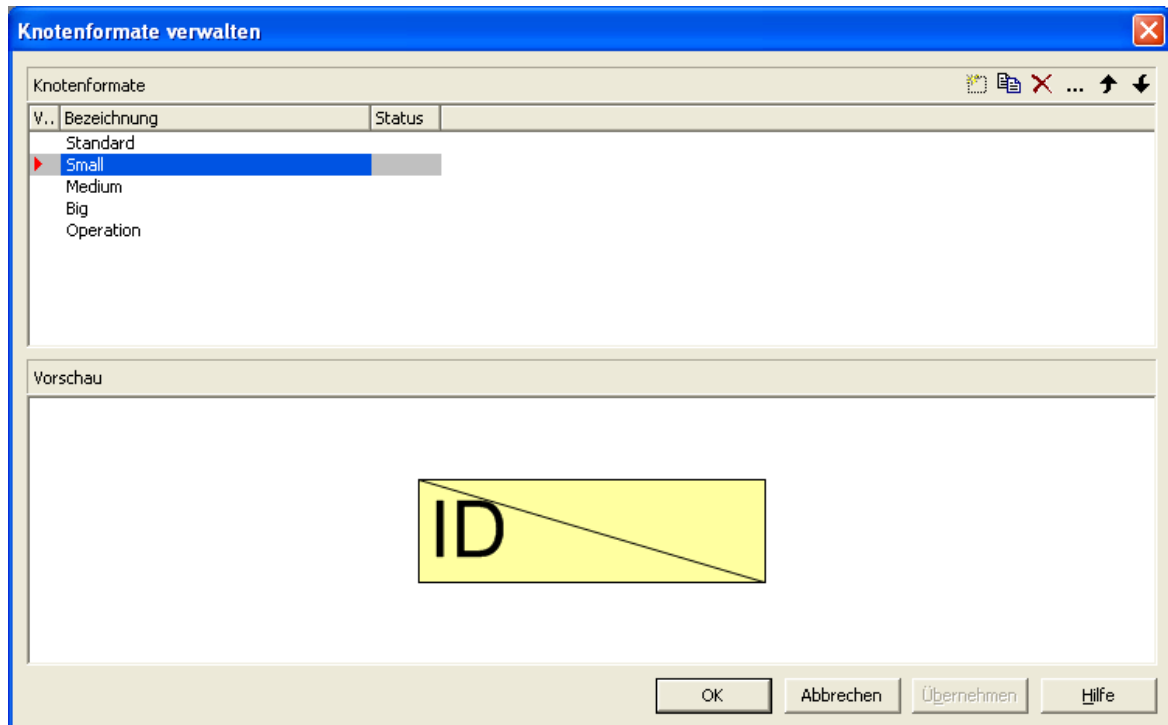 Knotenformate verwalten
Knotenformate ...
V.. Bezeichnung Status
Standard
Small
Medium
Big
Operation
Vorschau
ID
OK Abbrechen Übernehmen Hilfe